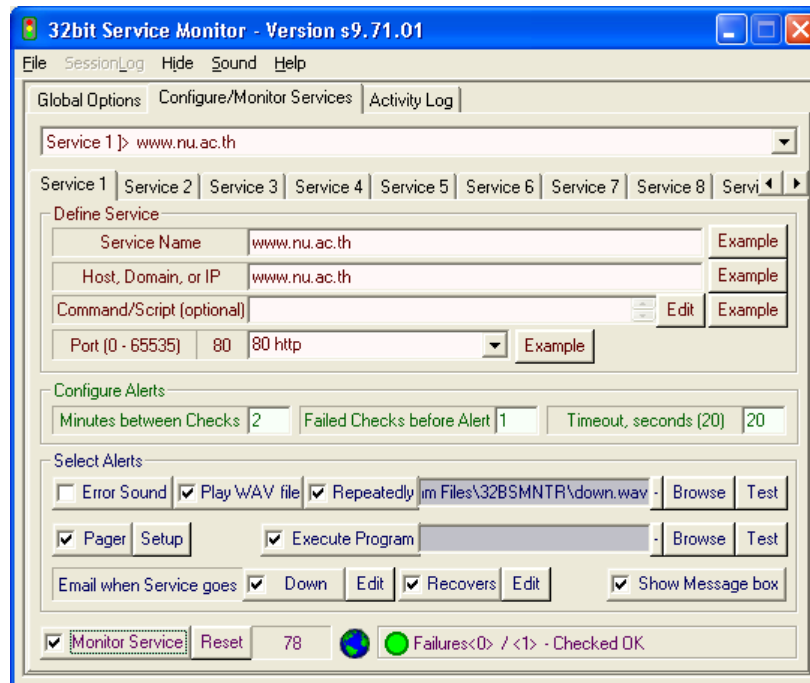 32bit Service Monitor - Version s9.71.01
File SessionLog Hide Sound Help
Global Options Configure/Monitor Services Activity Log
Service 1 ]> www.nu.ac.th
Service 1 Service 2 Service 3 Service 4 Service 5 Service 6 Service 7 Service 8 Servi
Define Service
Service Name www.nu.ac.th Example
Host, Domain, or IP www.nu.ac.th Example
Command/Script (optional) Edit Example
Port (0 - 65535) 80 80 http Example
Configure Alerts
Minutes between Checks 2 Failed Checks before Alert 1 Timeout, seconds (20) 20
Select Alerts
Error Sound Play WAV file Repeatedly ım Files\32BSMNTR\down.wav - Browse Test
Pager Setup Execute Program - Browse Test
Email when Service goes Down Edit Recovers Edit Show Message box
Monitor Service Reset 78 Failures<0> / <1> - Checked OK